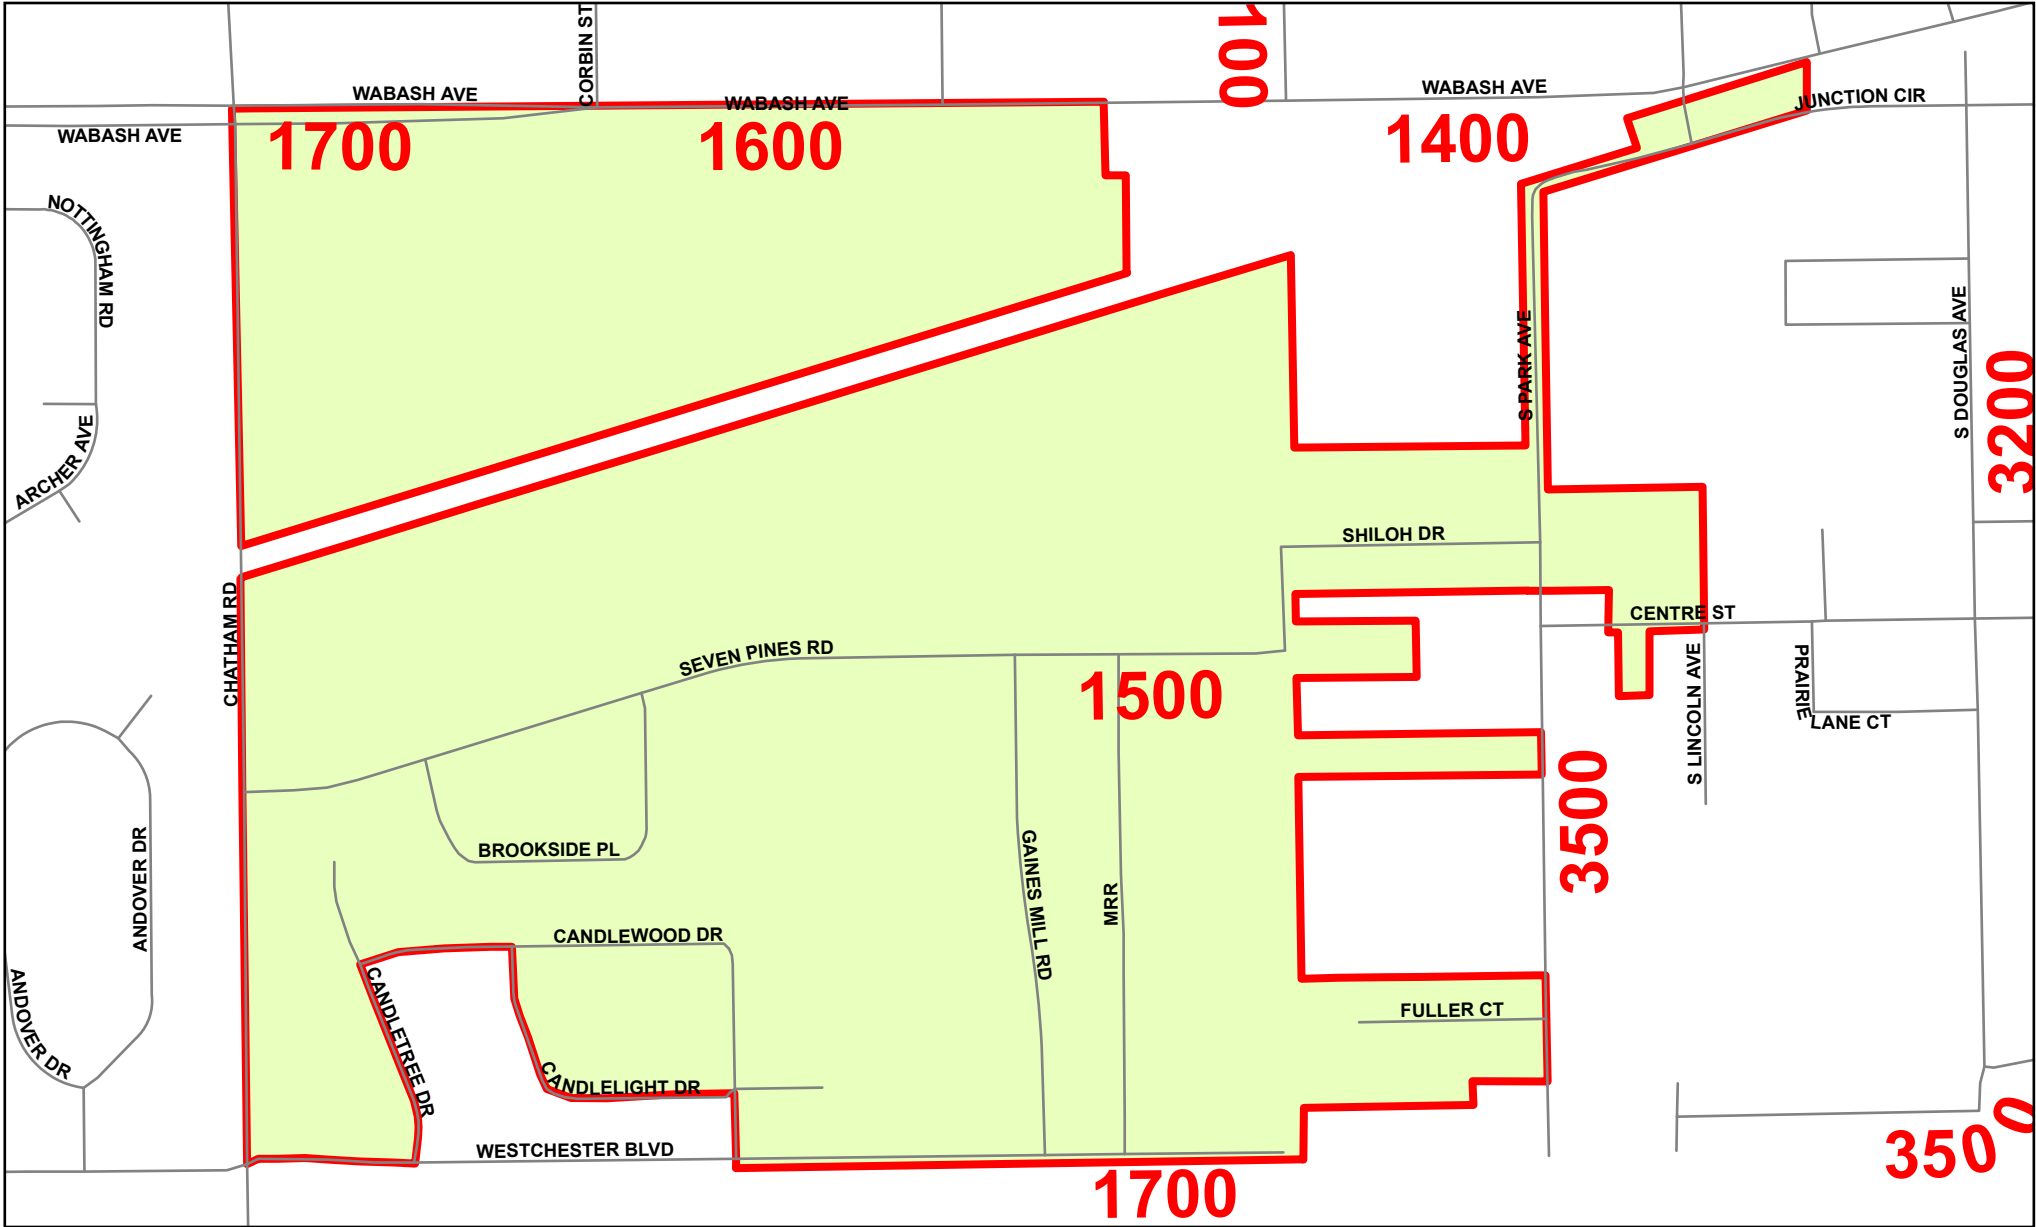 CORBIN ST
100
WABASH AVE
WABASH AVE
WABASH AVE
JUNCTION CIR
WABASH AVE
1700
1600
1400
NOTTINGHAM RD
S PARK AVE
S DOUGLAS AVE
3200
ARCHER AVE
SHILOH DR
CHATHAM RD
CENTRE ST
SEVEN PINES RD
1500
S LINCOLN AVE
PRAIRIE
LANE CT
3500
ANDOVER DR
BROOKSIDE PL
GAINES MILL RD
MRR
CANDLEWOOD DR
ANDOVER DR
CANDLETREE DR
FULLER CT
CANDLELIGHT DR
WESTCHESTER BLVD
3500
1700